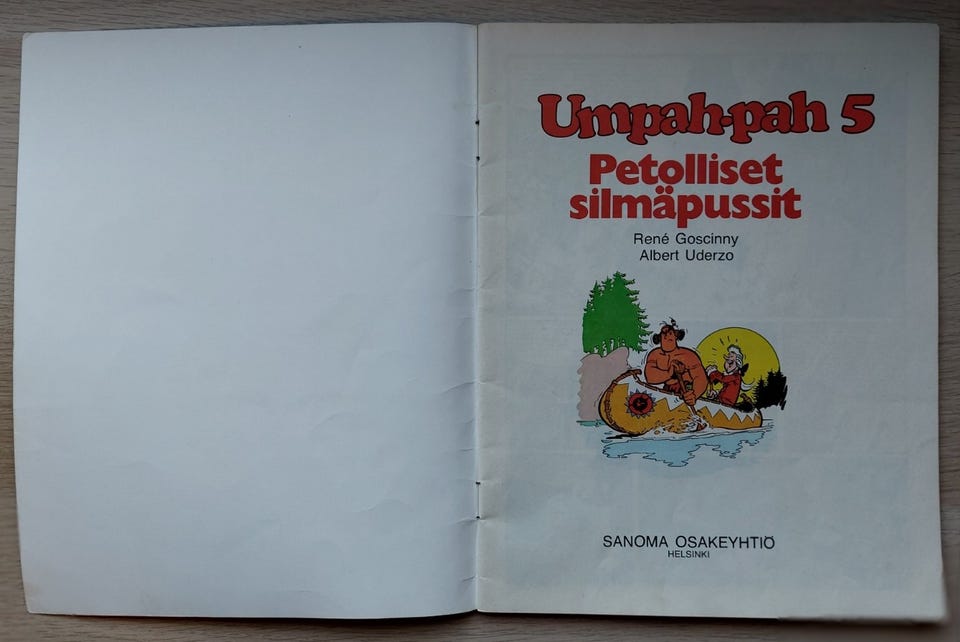 Umpah-pah 5
Petolliset
silmäpussit
René Goscinny
Albert Uderzo
SANOMA OSAKEYHTIÖ
HELSINKI